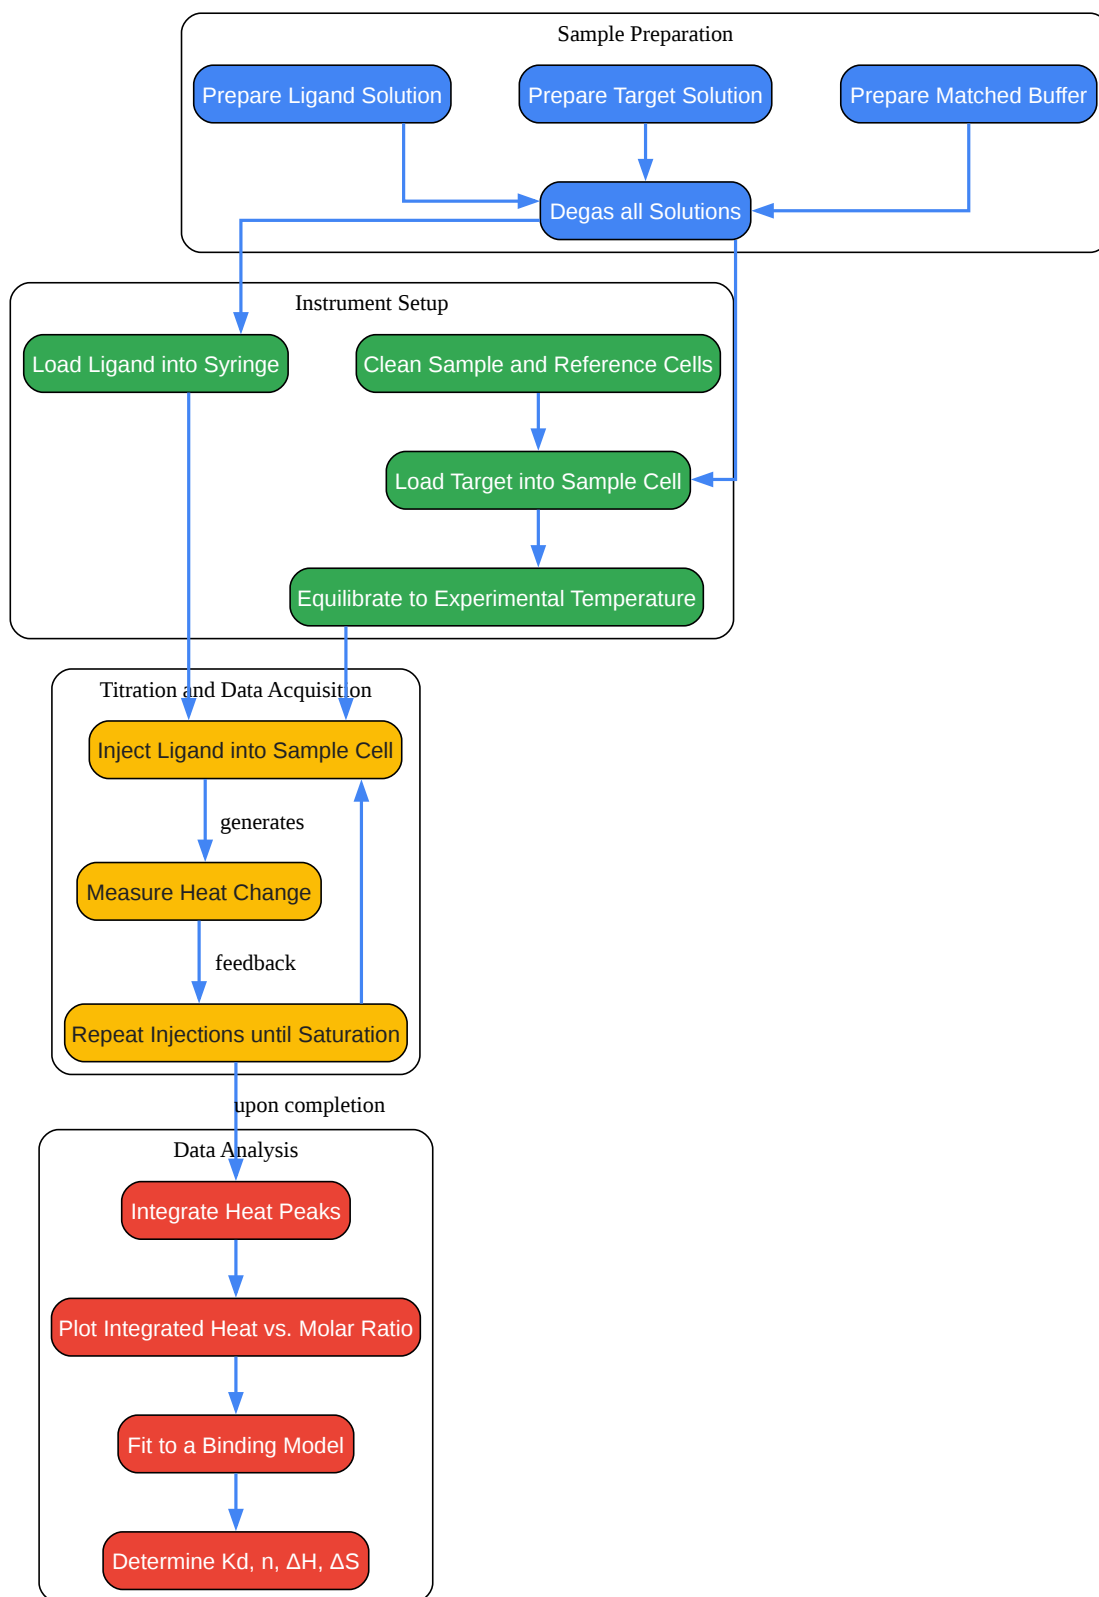 Sample Preparation
Prepare Ligand Solution
Prepare Target Solution
Prepare Matched Buffer
Degas all Solutions
Instrument Setup
Load Ligand into Syringe
Clean Sample and Reference Cells
Load Target into Sample Cell
Equilibrate to Experimental Temperature
Titration and Data Acquisition
Inject Ligand into Sample Cell
generates
Measure Heat Change
feedback
Repeat Injections until Saturation
upon completion
Data Analysis
Integrate Heat Peaks
Plot Integrated Heat vs. Molar Ratio
Fit to a Binding Model
Determine Kd, n, ΔH, ΔS